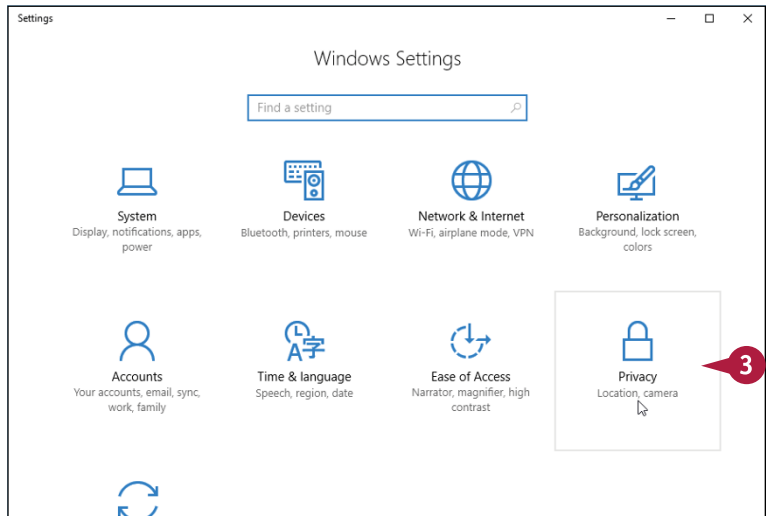 Settings
Windows Settings
Find a setting
System
Display, notifications, apps,
power
Devices
Bluetooth, printers, mouse
Network & Internet
Wi-Fi, airplane mode, VPN
Personalization
Background, lock screen,
colors
Accounts
Your accounts, email, sync,
work, family
Time & language
Speech, region, date
Ease of Access
Narrator, magnifier, high
contrast
Privacy
Location, camera
3
A字